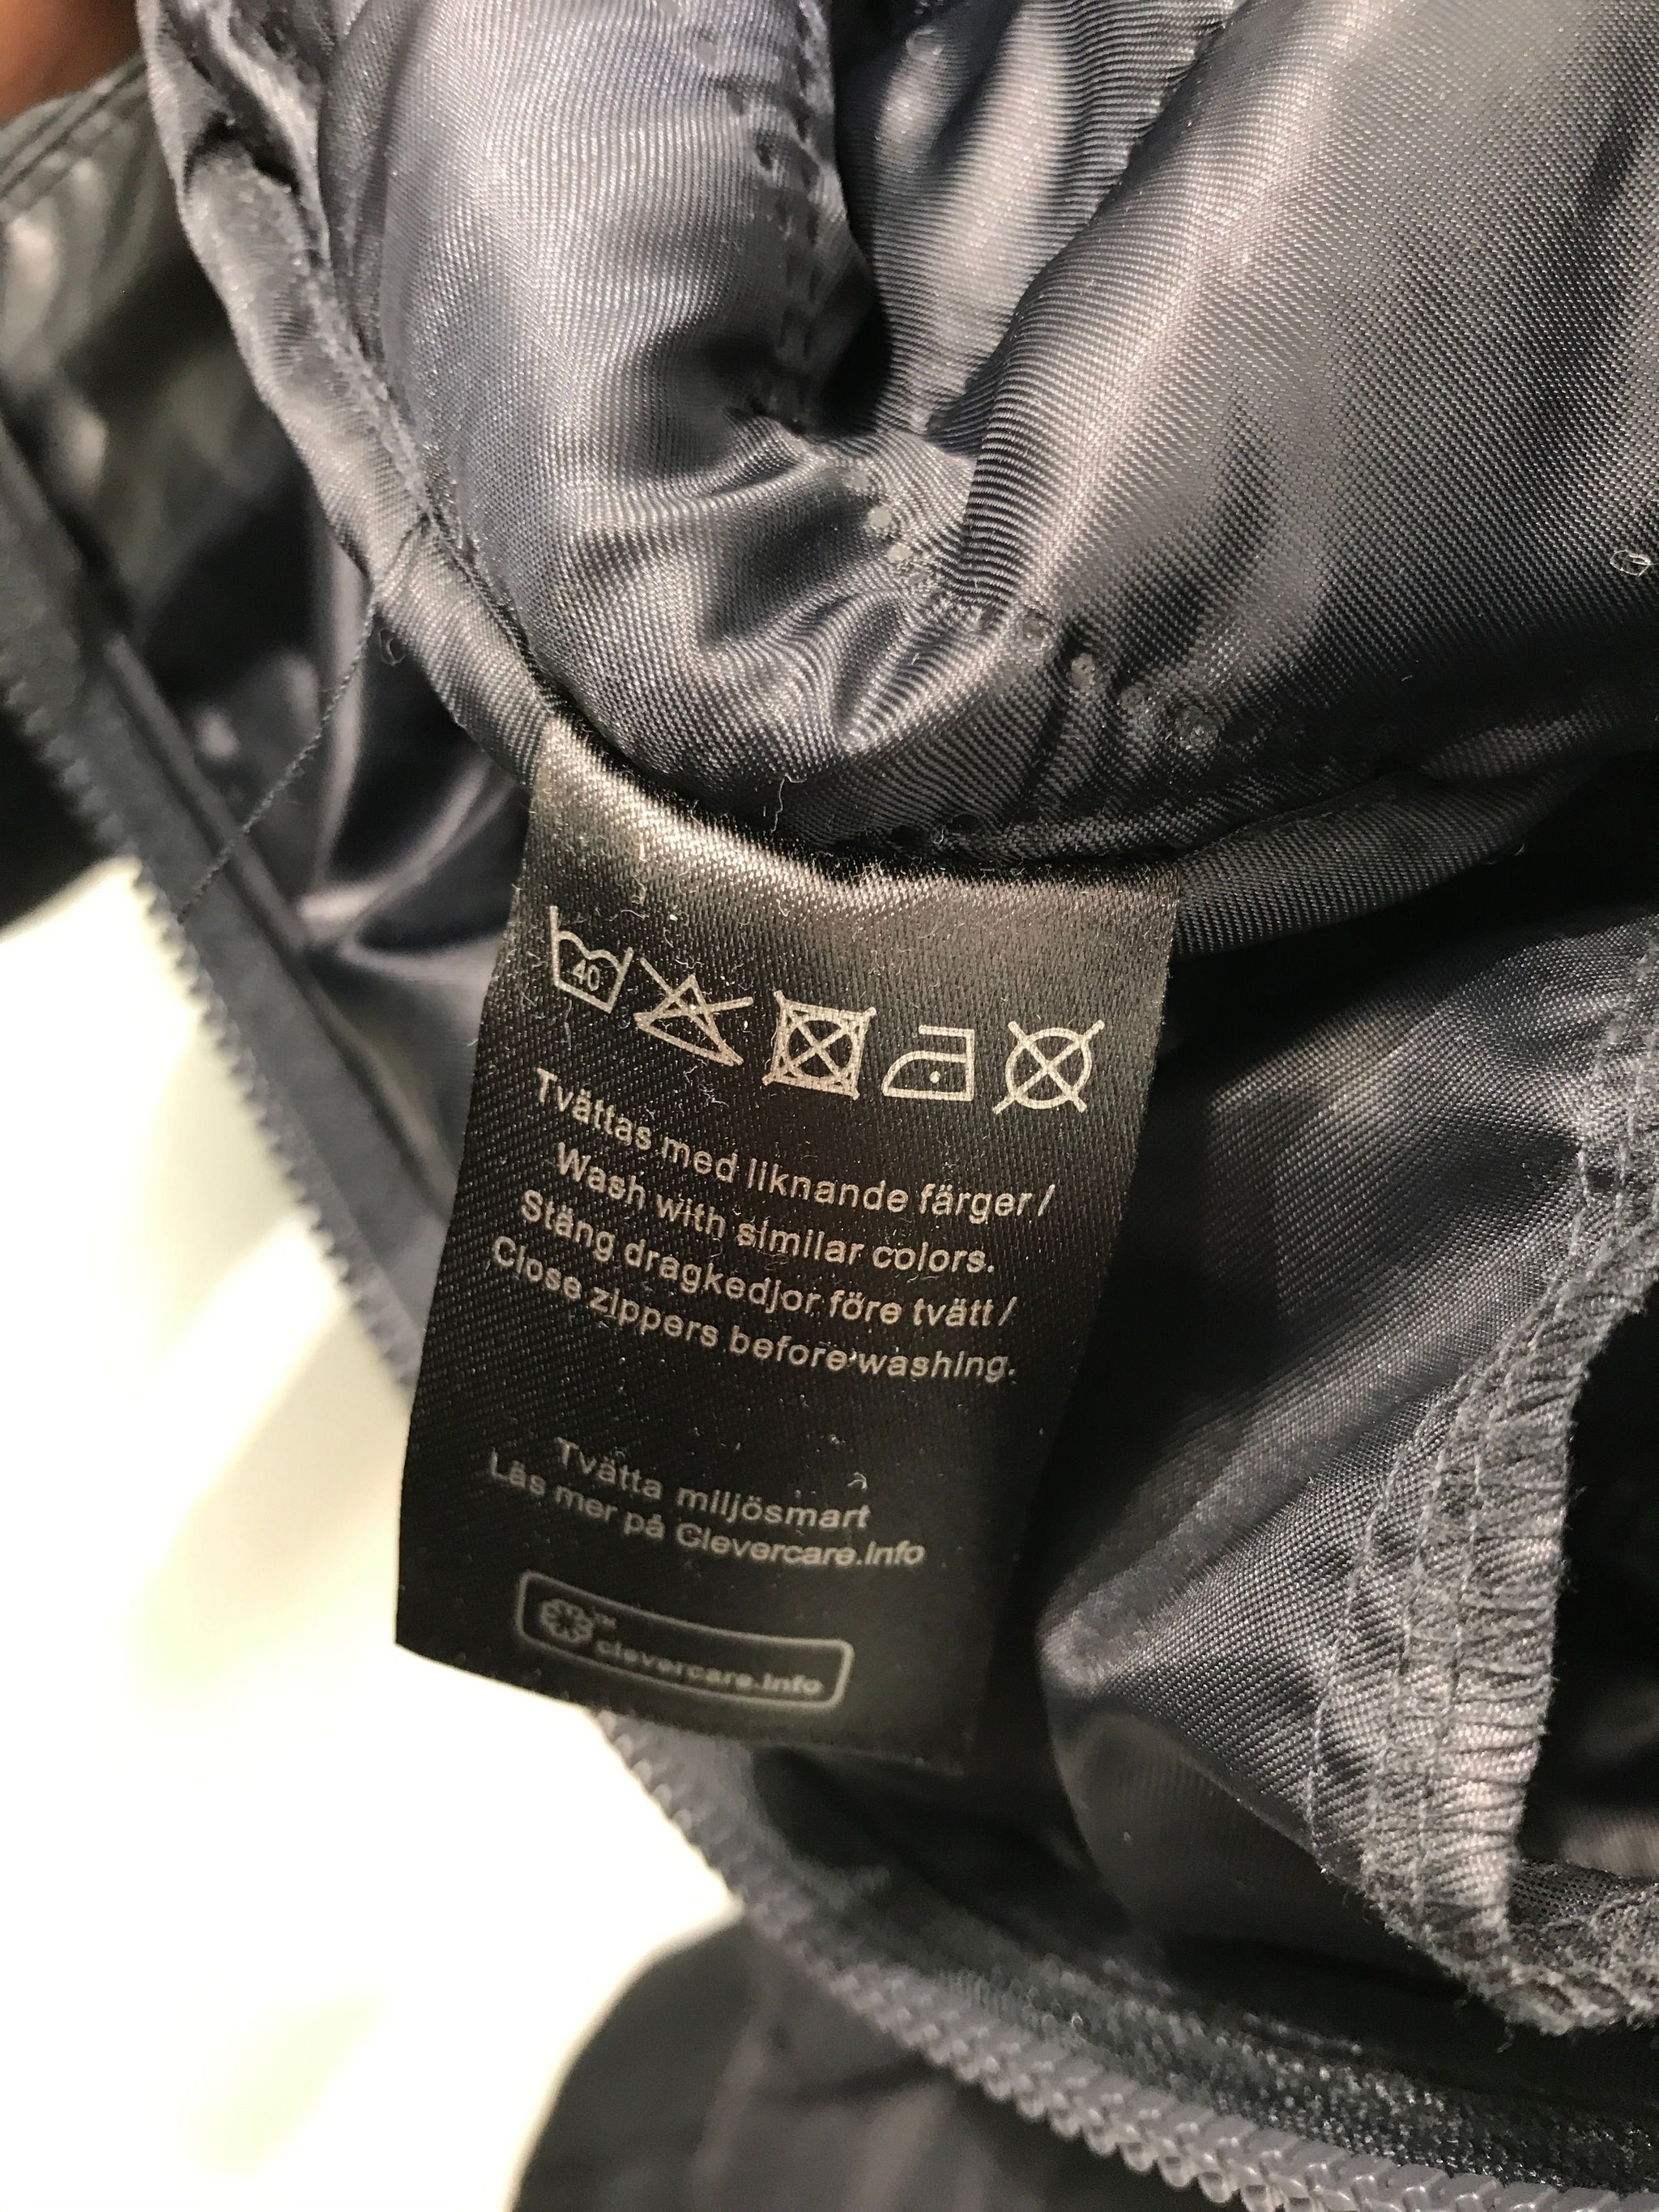 40
Tvättas med liknande färger /
Wash with similar colors.
Stäng dragkedjor före tvätt /
Close zippers before washing.
Tvätta miljösmart
Läs mer på Clevercare.info
TM
clevercare.info